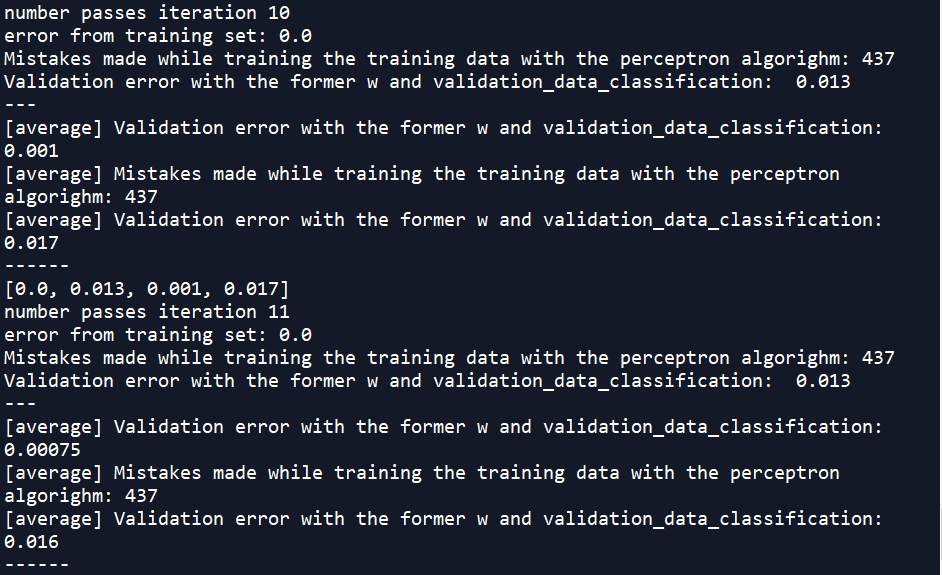 number passes iteration 10
error from training set: 0.0
Mistakes made while training the training data with the perceptron algorighm: 437
Validation error with the former w and validation_data_classification:  0.013
---
[average] Validation error with the former w and validation_data_classification:
0.001
[average] Mistakes made while training the training data with the perceptron
algorighm: 437
[average] Validation error with the former w and validation_data_classification:
0.017
------
[0.0, 0.013, 0.001, 0.017]
number passes iteration 11
error from training set: 0.0
Mistakes made while training the training data with the perceptron algorighm: 437
Validation error with the former w and validation_data_classification:  0.013
---
[average] Validation error with the former w and validation_data_classification:
0.00075
[average] Mistakes made while training the training data with the perceptron
algorighm: 437
[average] Validation error with the former w and validation_data_classification:
0.016
------